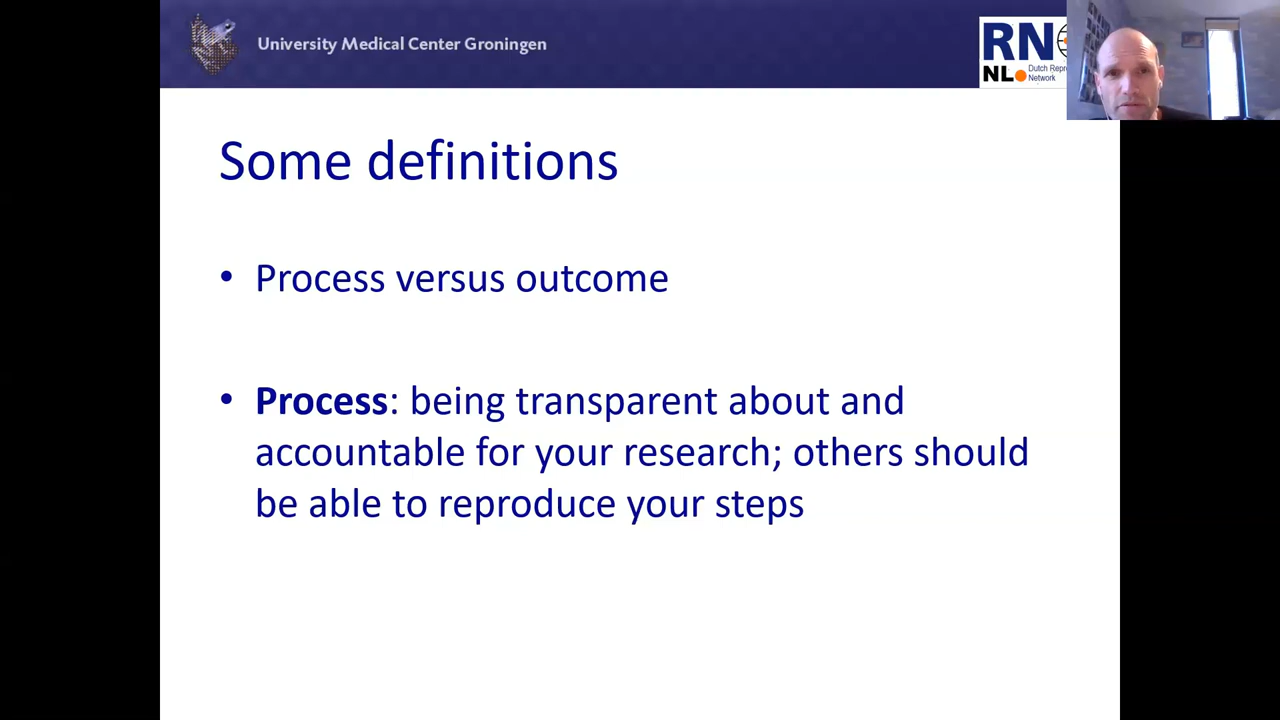 University Medical Center Groningen
RN
NL
Dutch
Network
Some definitions
• Process versus outcome
• Process: being transparent about and
accountable for your research; others should
be able to reproduce your steps